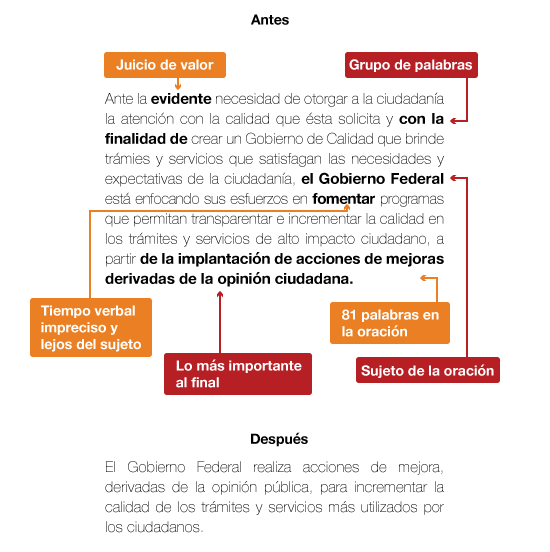 Antes
Juicio de valor
Grupo de palabras
Ante la evidente necesidad de otorgar a la ciudadanía
la atención con la calidad que ésta solicita y con la
finalidad de crear un Gobierno de Calidad que brinde
trámies y servicios que satisfagan las necesidades y
expectativas de la ciudadanía, el Gobierno Federal
está enfocando sus esfuerzos en fomentar programas
que permitan transparentar e incrementar la calidad en
los trámites y servicios de alto impacto ciudadano, a
partir de la implantación de acciones de mejoras
derivadas de la opinión ciudadana.
Tiempo verbal
impreciso y
lejos del sujeto
81 palabras en
la oración
Lo más importante
al final
Sujeto de la oración
Después
El Gobierno Federal realiza acciones de mejora,
derivadas de la opinión pública, para incrementar la
calidad de los trámites y servicios más utilizados por
los ciudadanos.